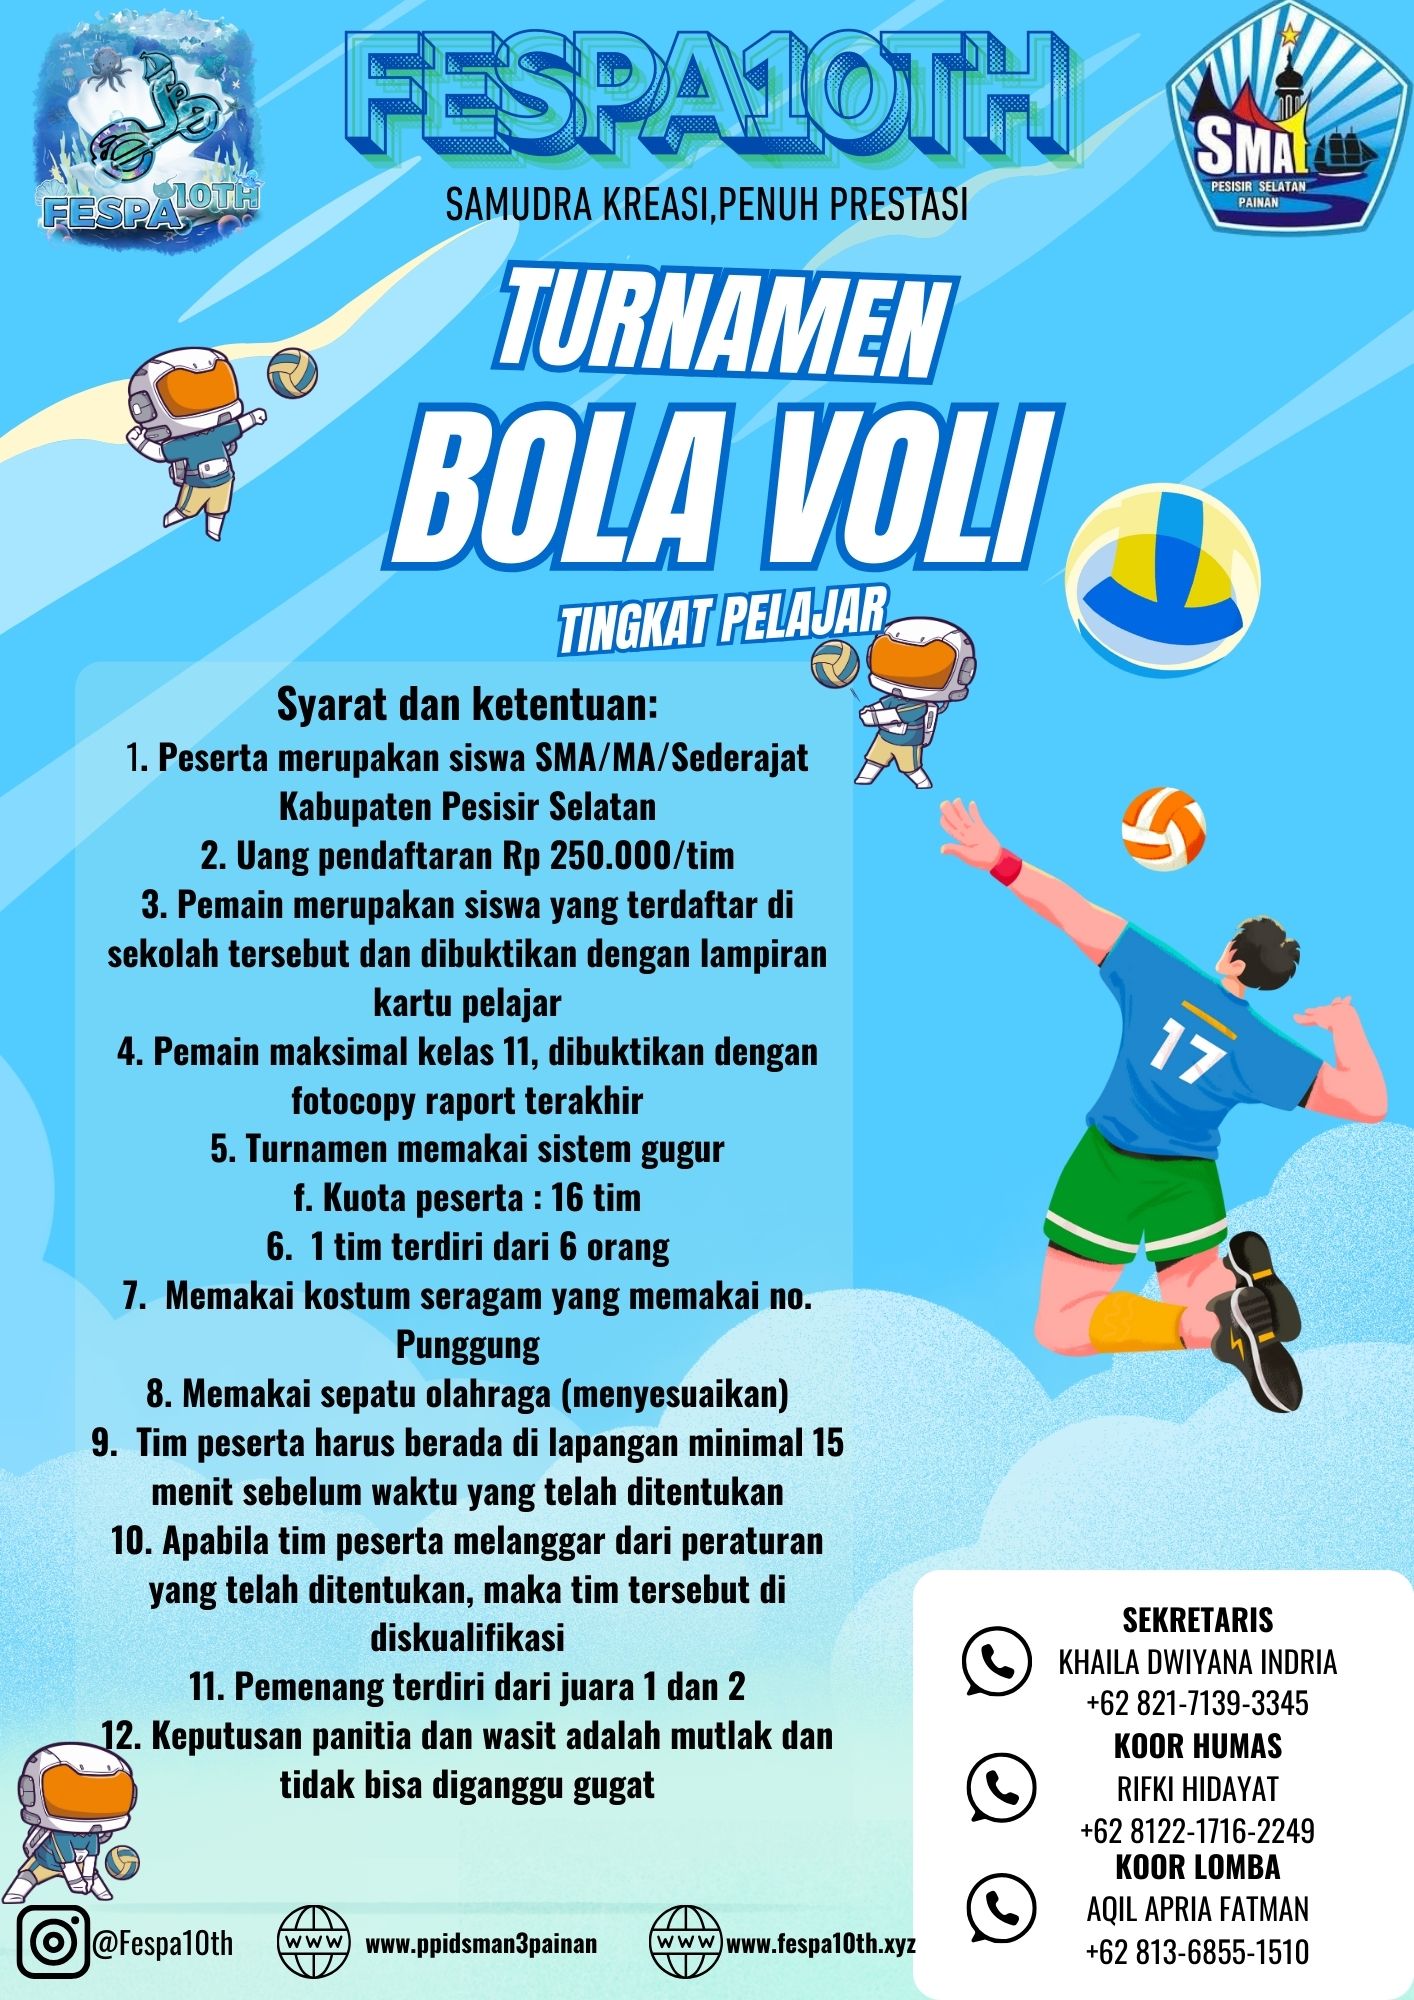 FESPA10TH
SAMUDRA KREASI,PENUH PRESTASI
FESPA 10TH
SMA 1
PESISIR SELATAN
PAINAN
TURNAMEN
BOLA VOLI
TINGKAT PELAJAR
Syarat dan ketentuan:
1. Peserta merupakan siswa SMA/MA/Sederajat
Kabupaten Pesisir Selatan
2. Uang pendaftaran Rp 250.000/tim
3. Pemain merupakan siswa yang terdaftar di
sekolah tersebut dan dibuktikan dengan lampiran
kartu pelajar
4. Pemain maksimal kelas 11, dibuktikan dengan
fotocopy raport terakhir
5. Turnamen memakai sistem gugur
f. Kuota peserta : 16 tim
6. 1 tim terdiri dari 6 orang
7. Memakai kostum seragam yang memakai no.
Punggung
8. Memakai sepatu olahraga (menyesuaikan)
9. Tim peserta harus berada di lapangan minimal 15
menit sebelum waktu yang telah ditentukan
10. Apabila tim peserta melanggar dari peraturan
yang telah ditentukan, maka tim tersebut di
diskualifikasi
11. Pemenang terdiri dari juara 1 dan 2
12. Keputusan panitia dan wasit adalah mutlak dan
tidak bisa diganggu gugat
17
SEKRETARIS
KHAILA DWIYANA INDRIA
+62 821-7139-3345
KOOR HUMAS
RIFKI HIDAYAT
+62 8122-1716-2249
KOOR LOMBA
AQIL APRIA FATMAN
+62 813-6855-1510
@Fespa10th
WWW
www.ppidsman3painan
WWW
www.fespa10th.xyz